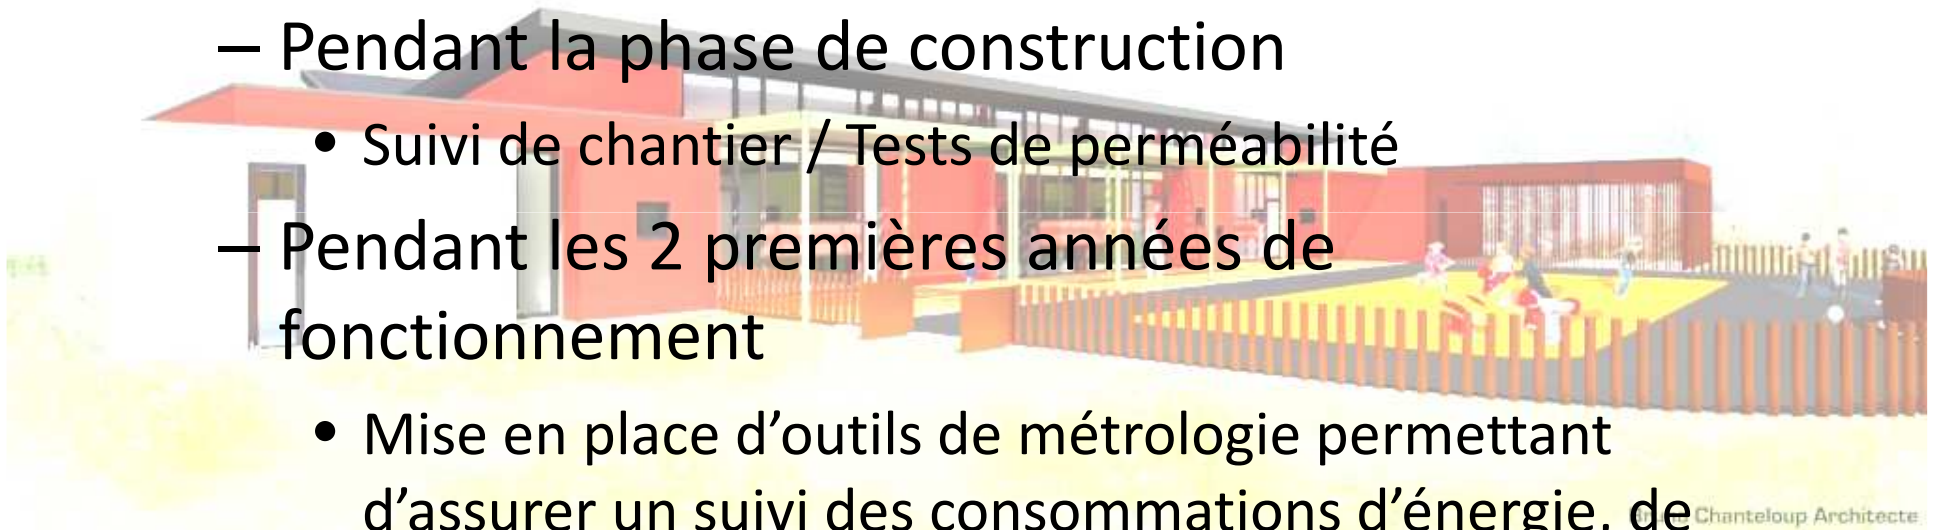 – Pendant la phase de construction
• Suivi de chantier / Tests de perméabilité
– Pendant les 2 premières années de
fonctionnement
• Mise en place d’outils de métrologie permettant
d’assurer un suivi des consommations d’énergie, de
Chanteloup Architecte